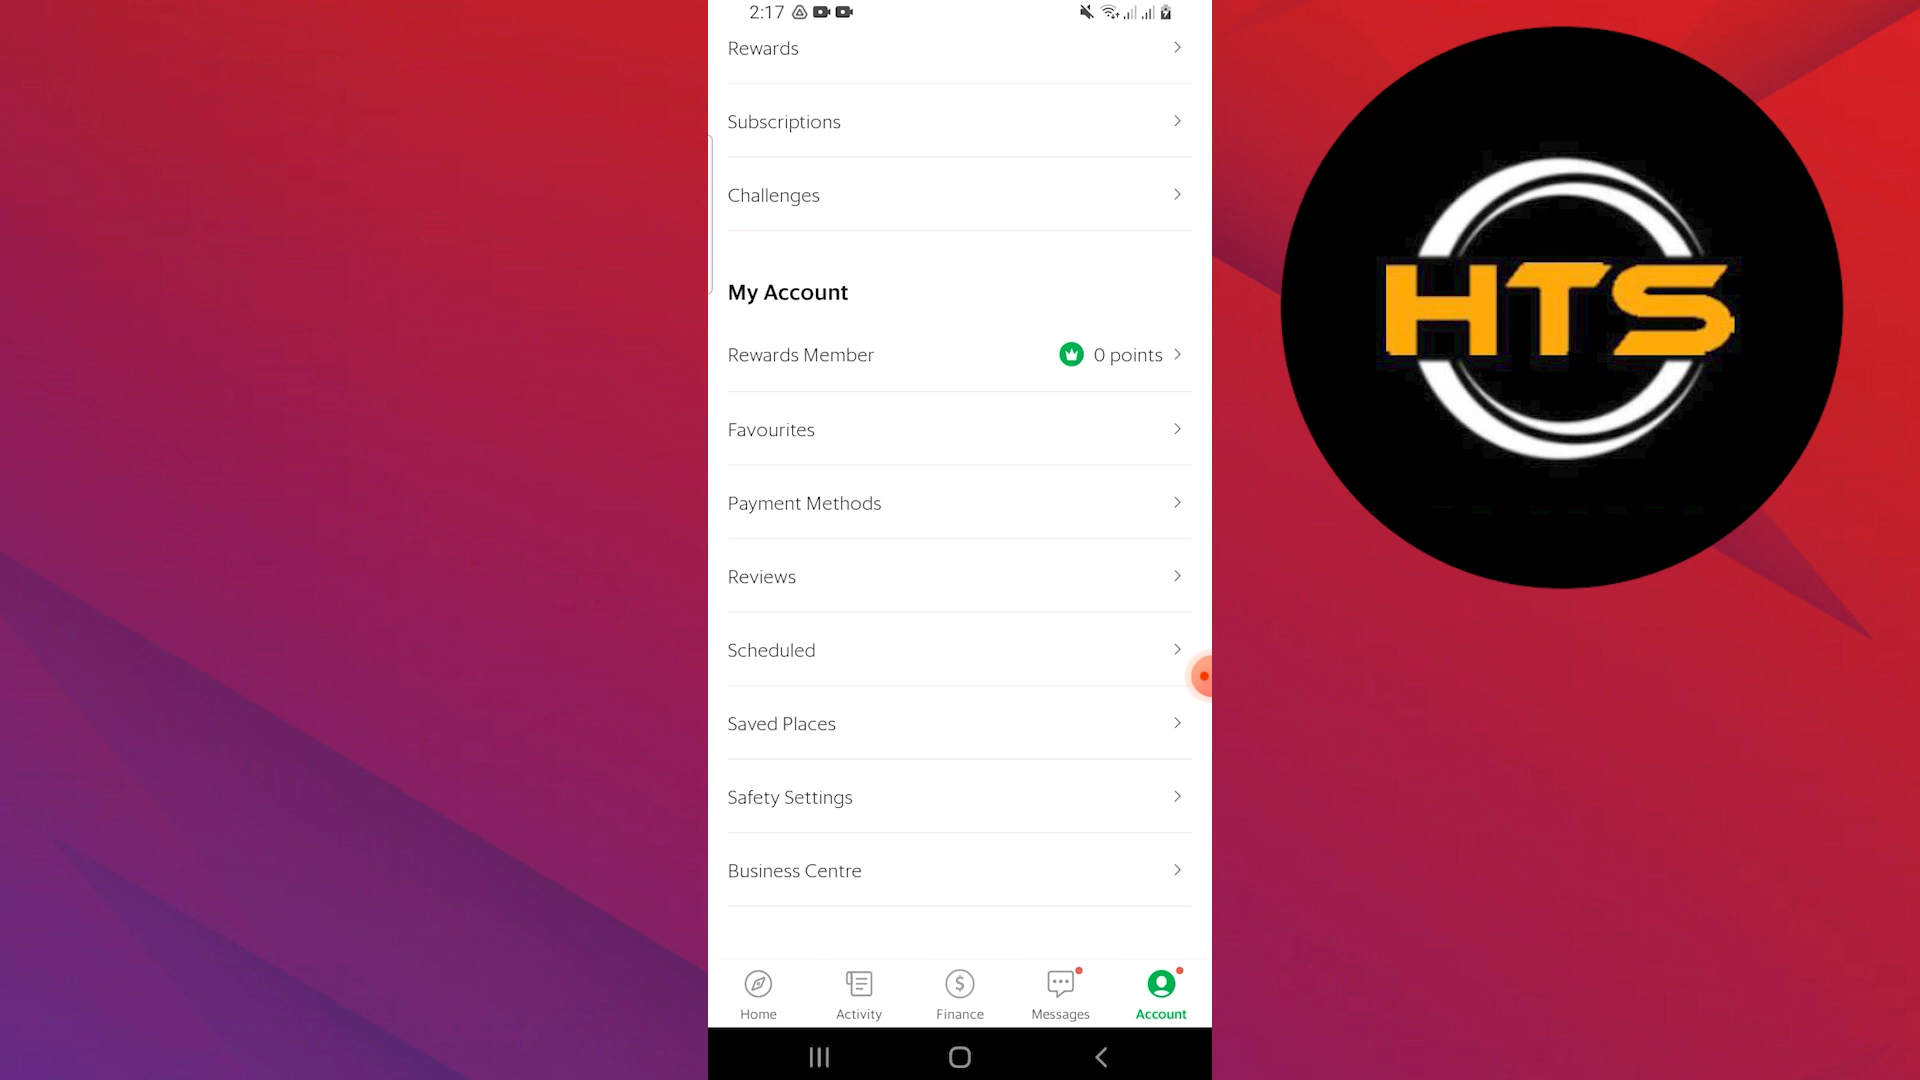 2:17
Rewards
Subscriptions
Challenges
My Account
Rewards Member 0 points
Favourites
Payment Methods
Reviews
Scheduled
Saved Places
Safety Settings
Business Centre
Home Activity Finance Messages Account
HTS